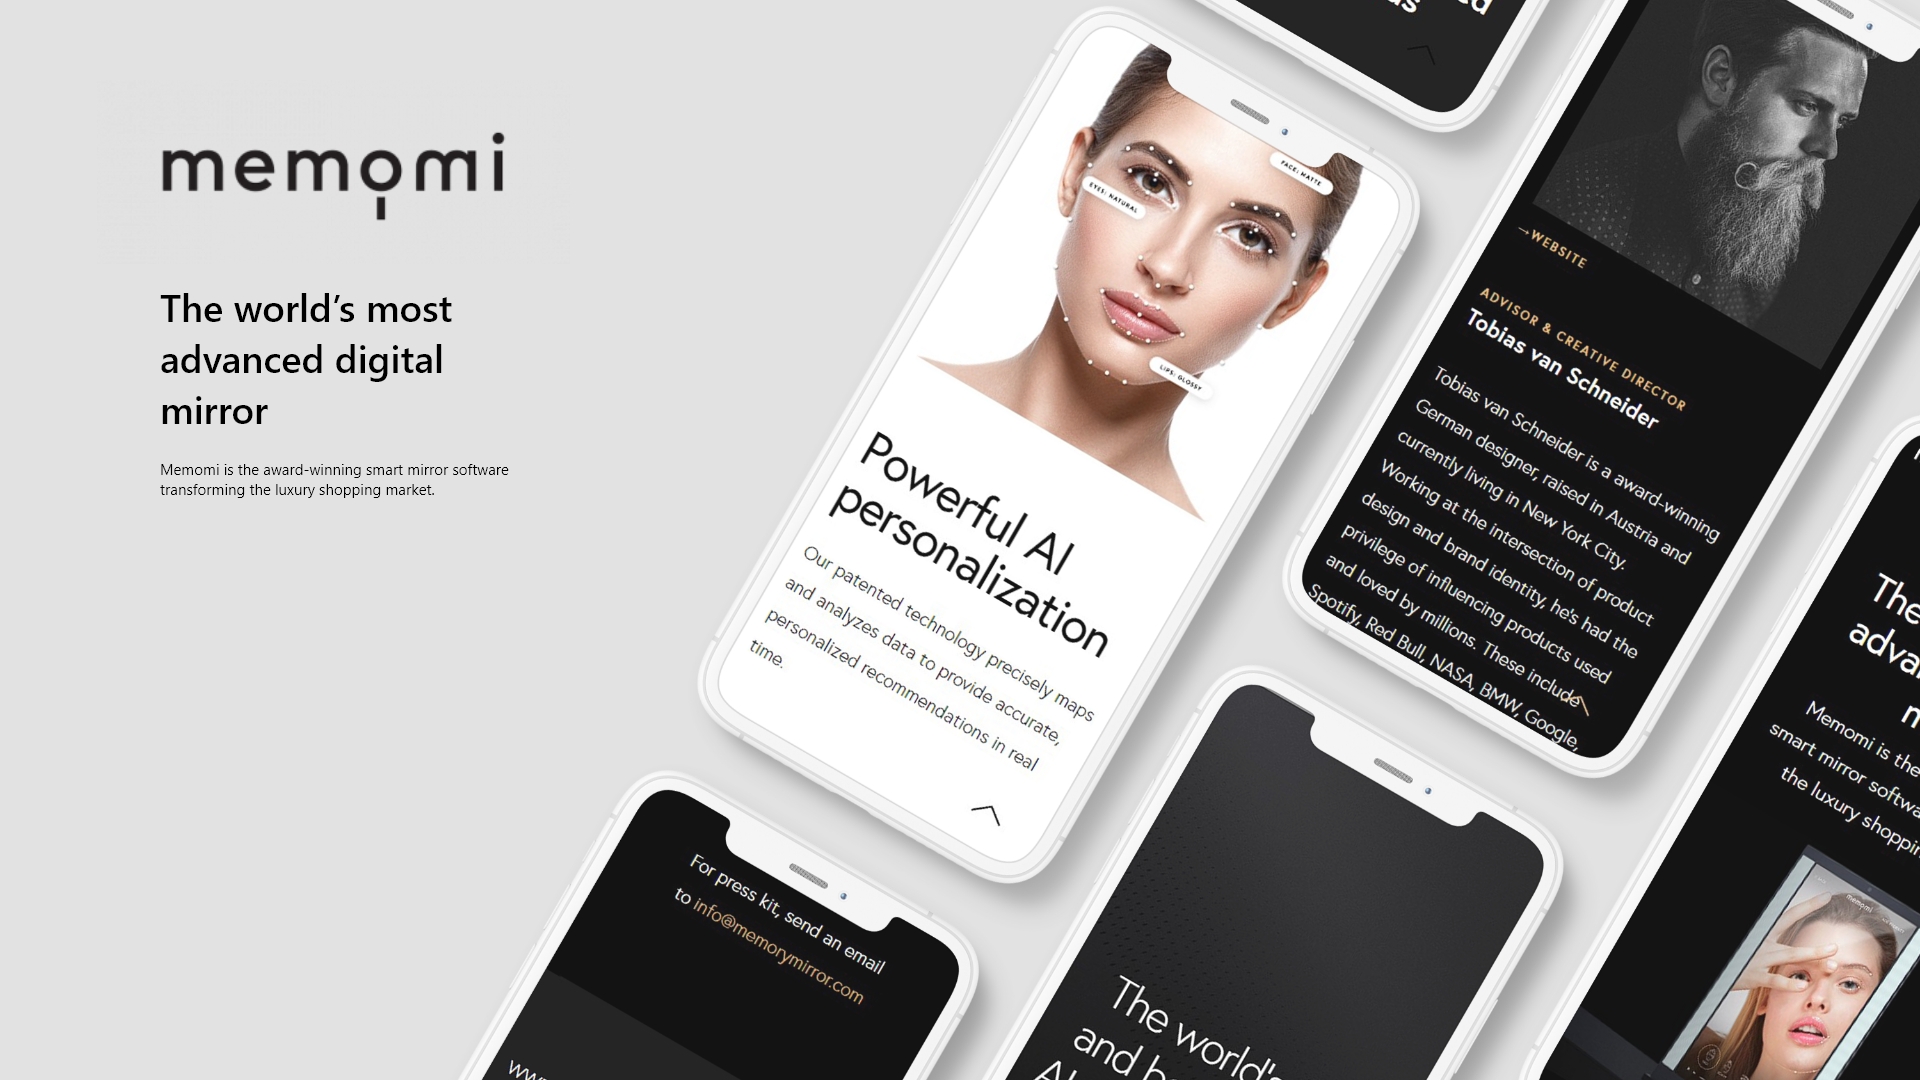 memomi
The world’s most
advanced digital
mirror
Memomi is the award-winning smart mirror software
transforming the luxury shopping market.
EYES: NATURAL
FACE: MATTE
LIPS: GLOSSY
Powerful AI
personalization
Our patented technology precisely maps
and analyzes data to provide accurate,
personalized recommendations in real
time.
→WEBSITE
ADVISOR & CREATIVE DIRECTOR
Tobias van Schneider
Tobias van Schneider is a award-winning
German designer, raised in Austria and
currently living in New York City.
Working at the intersection of product
design and brand identity, he's had the
privilege of influencing products used
and loved by millions. These include
Spotify, Red Bull, NASA, BMW, Google,
For press kit, send an email
to info@memorymirror.com
The world's
and
The
Memomi is the
smart mirror
the luxury
memomi